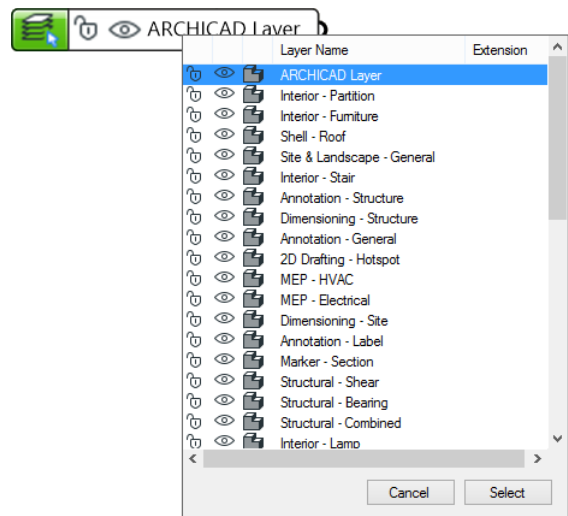 ARCHICAD Layer
Layer Name Extension
ARCHICAD Layer
Interior - Partition
Interior - Furniture
Shell - Roof
Site & Landscape - General
Interior - Stair
Annotation - Structure
Dimensioning - Structure
Annotation - General
2D Drafting - Hotspot
MEP - HVAC
MEP - Electrical
Dimensioning - Site
Annotation - Label
Marker - Section
Structural - Shear
Structural - Bearing
Structural - Combined
Interior - Lamp
Cancel Select